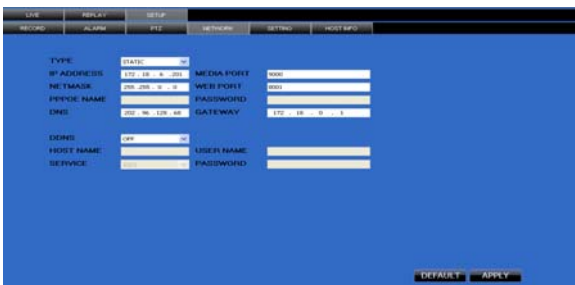 LIVE REPLAY SETUP
RECORD ALARM PTZ NETWORK SETTING HOST INFO
TYPE STATIC
IP ADDRESS 172 . 18 . 6 .201 MEDIA PORT 9000
NETMASK 255 .255 . 0 . 0 WEB PORT 8001
PPPOE NAME PASSWORD
DNS 202 . 96 .128 . 68 GATEWAY 172 . 18 . 0 . 1
DDNS OFF
HOST NAME USER NAME
SERVICE PASSWORD
DEFAULT APPLY